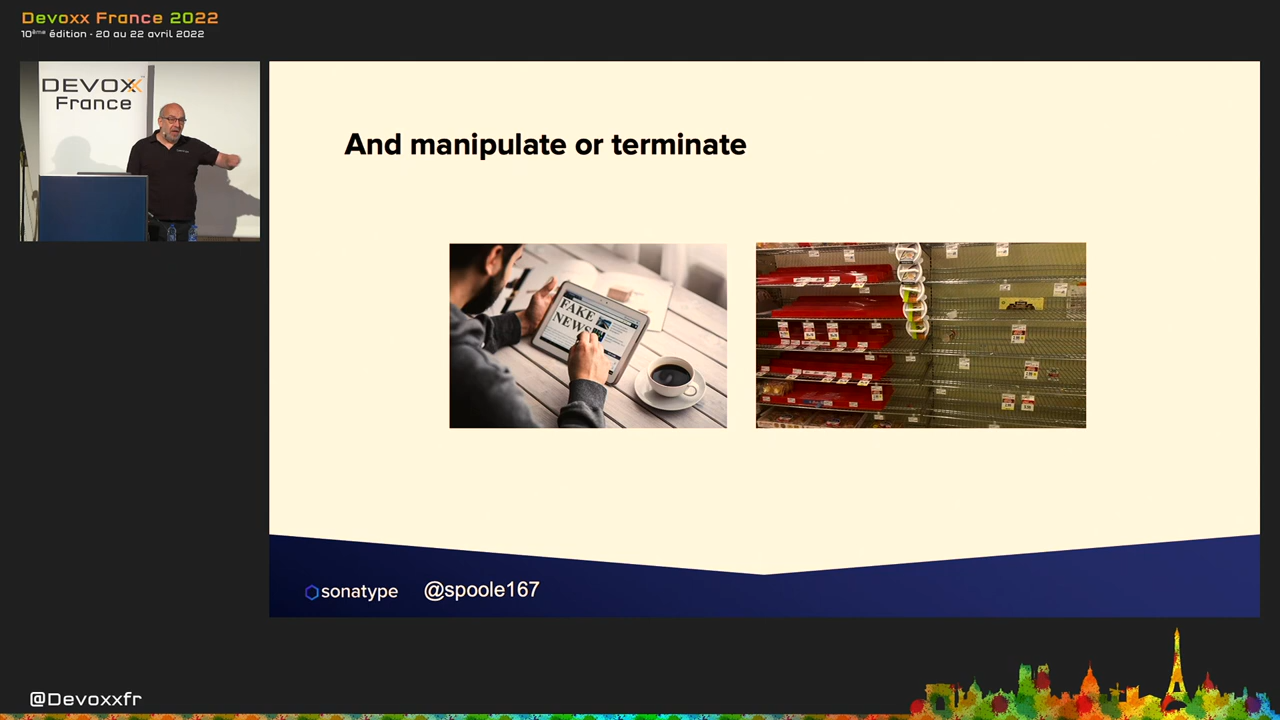 Devoxx France 2022
10ème édition - 20 au 22 avril 2022
DEVOXX
France
And manipulate or terminate
FAKE
NEWS
sonatype @spoole167
@Devoxxfr